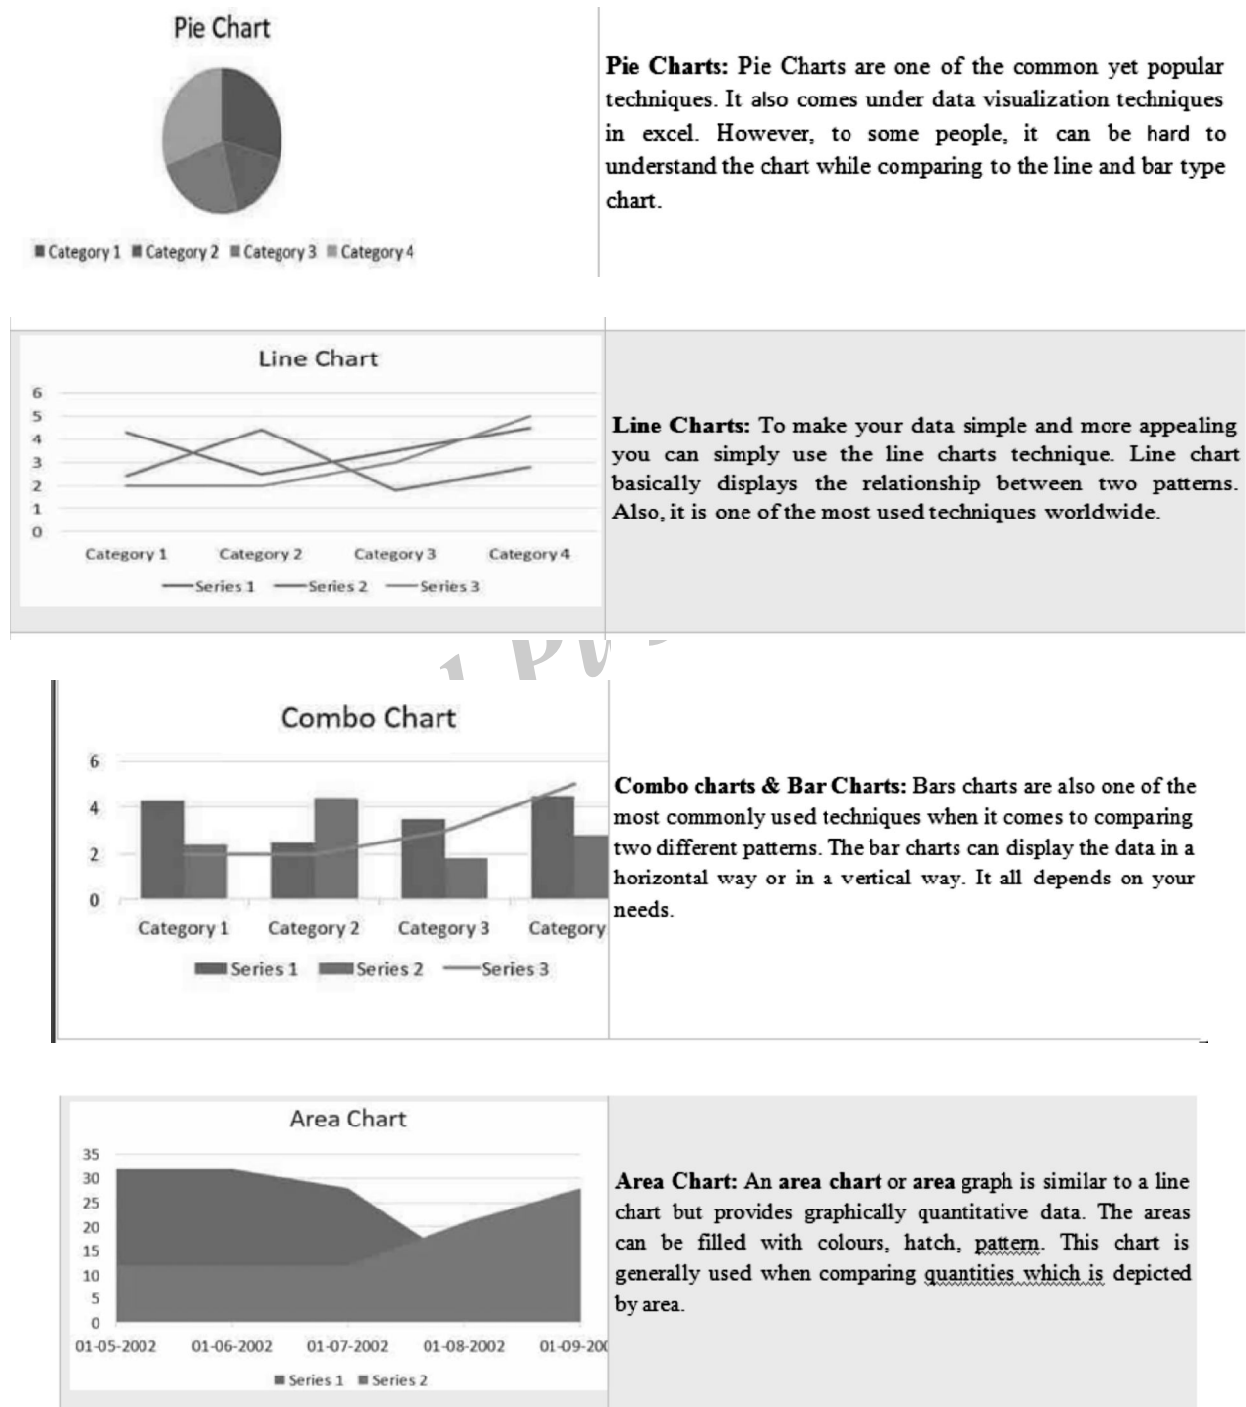 Pie Chart
Category 1 Category 2 Category 3 Category 4
Pie Charts: Pie Charts are one of the common yet popular
techniques. It also comes under data visualization techniques
in excel. However, to some people, it can be hard to
understand the chart while comparing to the line and bar type
chart.
Line Chart
6
5
4
3
2
1
0
Category 1 Category 2 Category 3 Category 4
Series 1 Series 2 Series 3
Line Charts: To make your data simple and more appealing
you can simply use the line charts technique. Line chart
basically displays the relationship between two patterns.
Also, it is one of the most used techniques worldwide.
Combo Chart
6
4
2
0
Category 1 Category 2 Category 3 Category
Series 1 Series 2 Series 3
Combo charts & Bar Charts: Bars charts are also one of the
most commonly used techniques when it comes to comparing
two different patterns. The bar charts can display the data in a
horizontal way or in a vertical way. It all depends on your
needs.
Area Chart
35
30
25
20
15
10
5
0
01-05-2002 01-06-2002 01-07-2002 01-08-2002 01-09-200
Series 1 Series 2
Area Chart: An area chart or area graph is similar to a line
chart but provides graphically quantitative data. The areas
can be filled with colours, hatch, pattern. This chart is
generally used when comparing quantities which is depicted
by area.